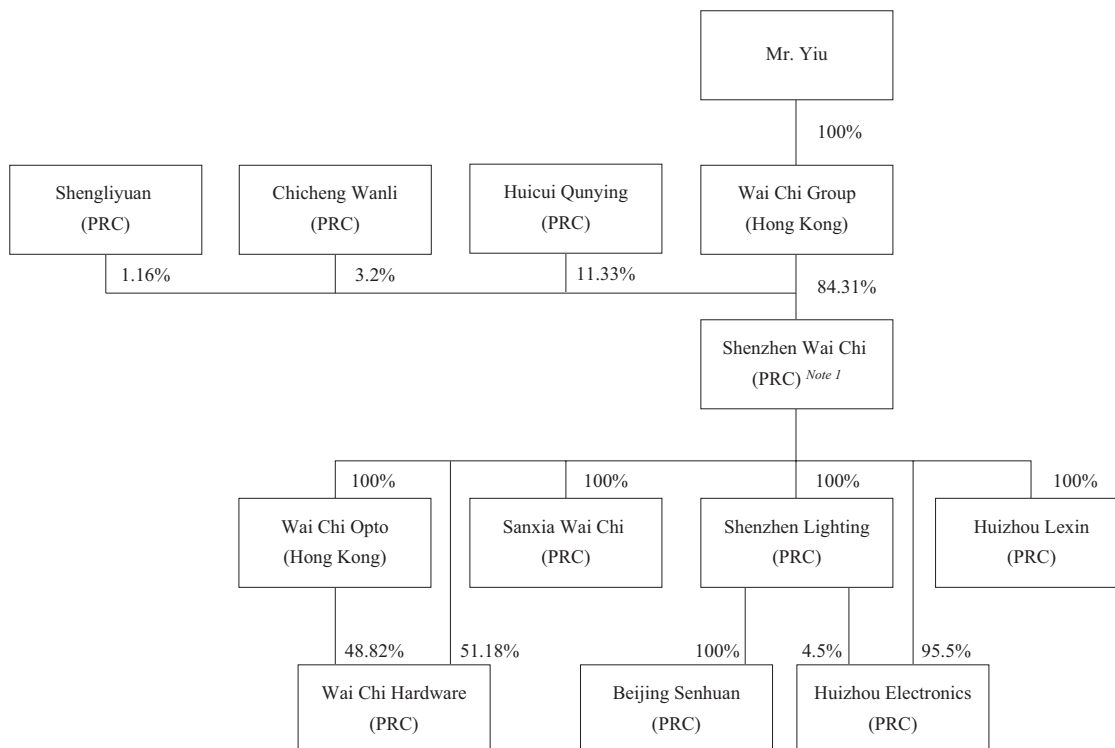 Mr. Yiu
100%
Shengliyuan
(PRC)
Chicheng Wanli
(PRC)
Huicui Qunying
(PRC)
Wai Chi Group
(Hong Kong)
1.16%
3.2%
11.33%
84.31%
Shenzhen Wai Chi
(PRC) Note 1
100%
100%
100%
100%
Wai Chi Opto
(Hong Kong)
Sanxia Wai Chi
(PRC)
Shenzhen Lighting
(PRC)
Huizhou Lexin
(PRC)
48.82%
51.18%
100%
4.5%
95.5%
Wai Chi Hardware
(PRC)
Beijing Senhuan
(PRC)
Huizhou Electronics
(PRC)